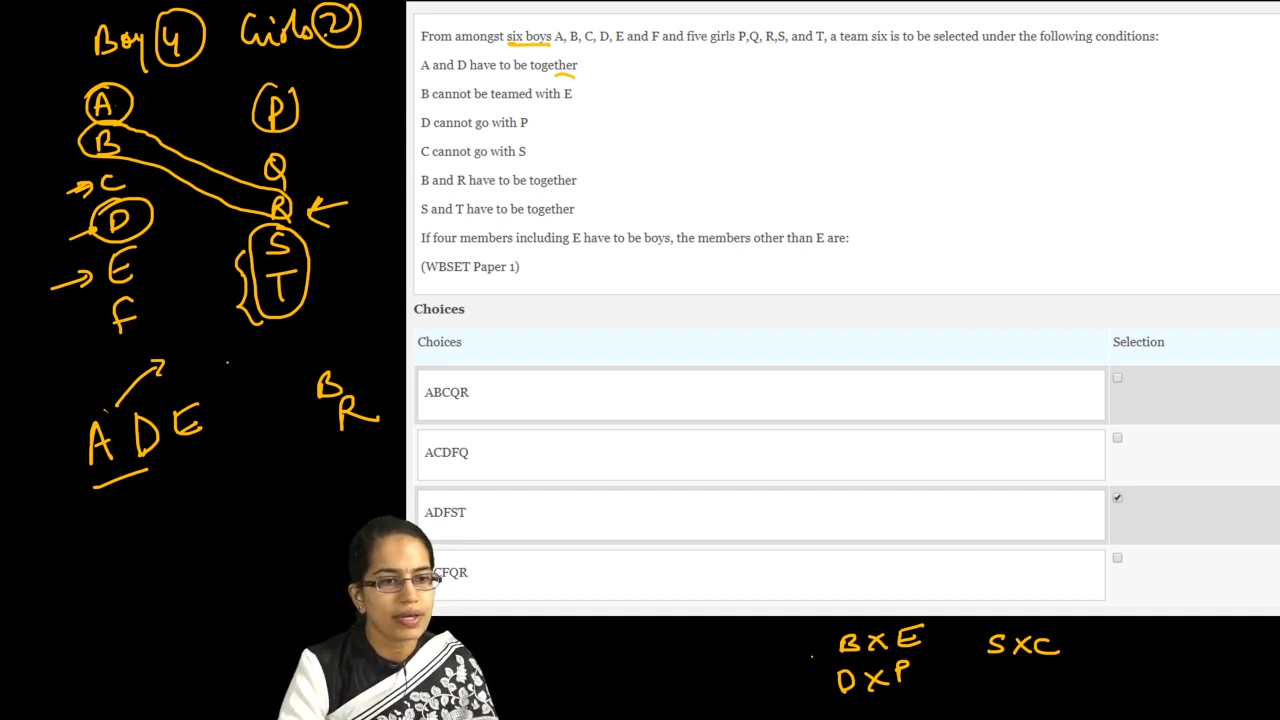 Boy 4 Girls 2
A P
B Q
C R
D S
E T
F
A D E
B
R
From amongst six boys A, B, C, D, E and F and five girls P,Q, R,S, and T, a team six is to be selected under the following conditions:
A and D have to be together
B cannot be teamed with E
D cannot go with P
C cannot go with S
B and R have to be together
S and T have to be together
If four members including E have to be boys, the members other than E are:
(WBSET Paper 1)
Choices
Choices Selection
ABCQR
ACDFQ
ADFST
CFQR
B X E S X C
D X P